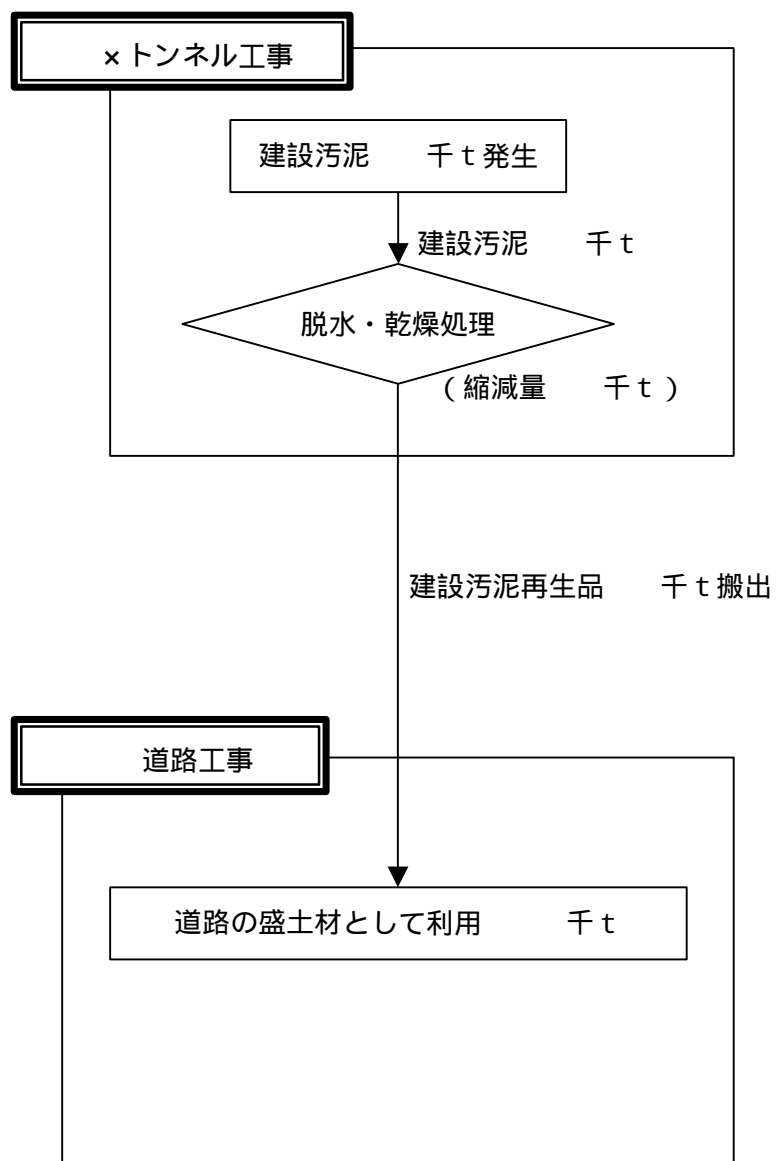 ×トンネル工事
建設汚泥　　千t発生
建設汚泥　　千t
脱水・乾燥処理
(縮減量　　千t)
建設汚泥再生品　　千t搬出
道路工事
道路の盛土材として利用　　　千t